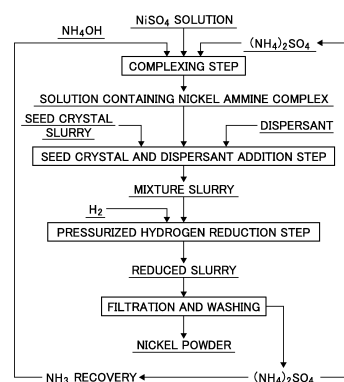 NiSO4 SOLUTION
NH4OH
(NH4)2SO4
COMPLEXING STEP
SOLUTION CONTAINING NICKEL AMMINE COMPLEX
SEED CRYSTAL
SLURRY
DISPERSANT
SEED CRYSTAL AND DISPERSANT ADDITION STEP
MIXTURE SLURRY
H2
PRESSURIZED HYDROGEN REDUCTION STEP
REDUCED SLURRY
FILTRATION AND WASHING
NICKEL POWDER
NH3 RECOVERY
(NH4)2SO4